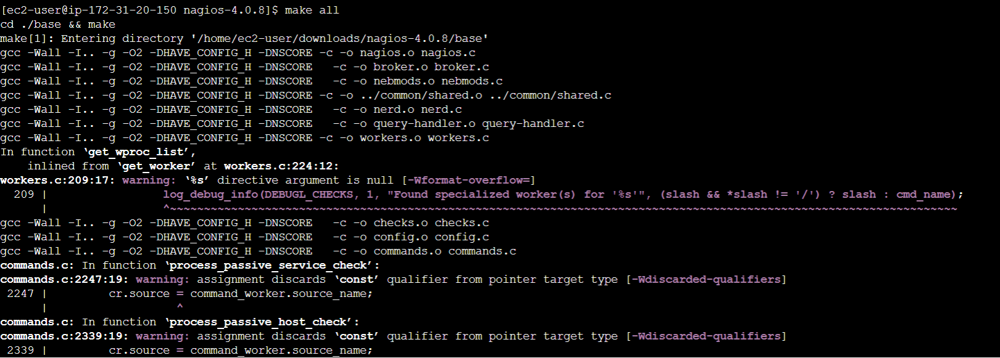 [ec2-user@ip-172-31-20-150 nagios-4.0.8]$ make all
cd ./base && make
make[1]: Entering directory '/home/ec2-user/downloads/nagios-4.0.8/base'
gcc -Wall -I.. -g -O2 -DHAVE_CONFIG_H -DNSCORE -c -o nagios.o nagios.c
gcc -Wall -I.. -g -O2 -DHAVE_CONFIG_H -DNSCORE   -c -o broker.o broker.c
gcc -Wall -I.. -g -O2 -DHAVE_CONFIG_H -DNSCORE   -c -o nebmods.o nebmods.c
gcc -Wall -I.. -g -O2 -DHAVE_CONFIG_H -DNSCORE -c -o ../common/shared.o ../common/shared.c
gcc -Wall -I.. -g -O2 -DHAVE_CONFIG_H -DNSCORE   -c -o nerd.o nerd.c
gcc -Wall -I.. -g -O2 -DHAVE_CONFIG_H -DNSCORE   -c -o query-handler.o query-handler.c
gcc -Wall -I.. -g -O2 -DHAVE_CONFIG_H -DNSCORE -c -o workers.o workers.c
In function ‘get_wproc_list’,
    inlined from ‘get_worker’ at workers.c:224:12:
workers.c:209:17: warning: ‘%s’ directive argument is null [-Wformat-overflow=]
  209 |                 log_debug_info(DEBUGL_CHECKS, 1, "Found specialized worker(s) for '%s'", (slash && *slash != '/') ? slash : cmd_name);
      |                 ^~~~~~~~~~~~~~~~~~~~~~~~~~~~~~~~~~~~~~~~~~~~~~~~~~~~~~~~~~~~~~~~~~~~~~~~~~~~~~~~~~~~~~~~~~~~~~~~~~~~~~~~~~~~~~~~~~~~~
gcc -Wall -I.. -g -O2 -DHAVE_CONFIG_H -DNSCORE   -c -o checks.o checks.c
gcc -Wall -I.. -g -O2 -DHAVE_CONFIG_H -DNSCORE   -c -o config.o config.c
gcc -Wall -I.. -g -O2 -DHAVE_CONFIG_H -DNSCORE   -c -o commands.o commands.c
commands.c: In function ‘process_passive_service_check’:
commands.c:2247:19: warning: assignment discards ‘const’ qualifier from pointer target type [-Wdiscarded-qualifiers]
 2247 |         cr.source = command_worker.source_name;
      |                   ^
commands.c: In function ‘process_passive_host_check’:
commands.c:2339:19: warning: assignment discards ‘const’ qualifier from pointer target type [-Wdiscarded-qualifiers]
 2339 |         cr.source = command_worker.source_name;